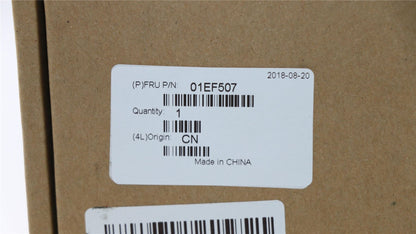 2018-08-20
(P)FRU P/N: 01EF507
Quantity: 1
(4L)Origin: CN
Made in CHINA